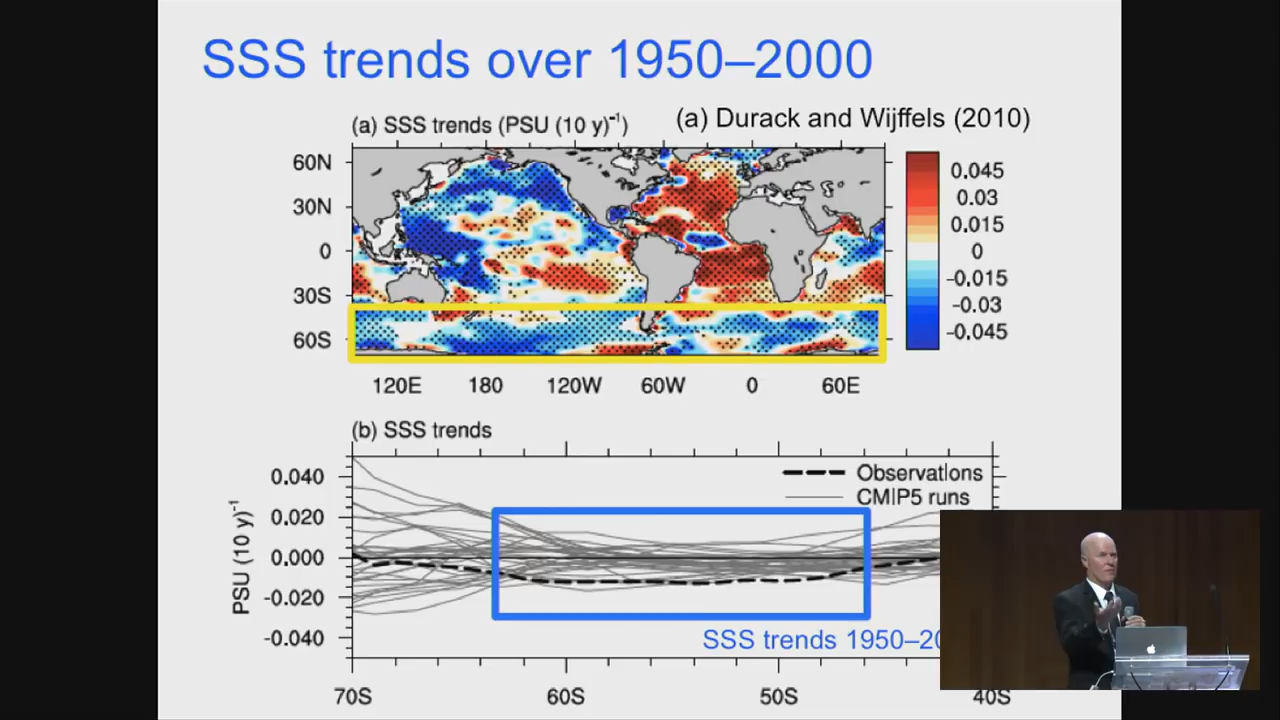 SSS trends over 1950–2000
(a) SSS trends (PSU (10 y)⁻¹)
(a) Durack and Wijffels (2010)
60N
30N
0
30S
60S
120E 180 120W 60W 0 60E
0.045
0.03
0.015
0
-0.015
-0.03
-0.045
(b) SSS trends
Observations
CMIP5 runs
PSU (10 y)⁻¹
0.040
0.020
0.000
-0.020
-0.040
SSS trends 1950–20
70S 60S 50S 40S